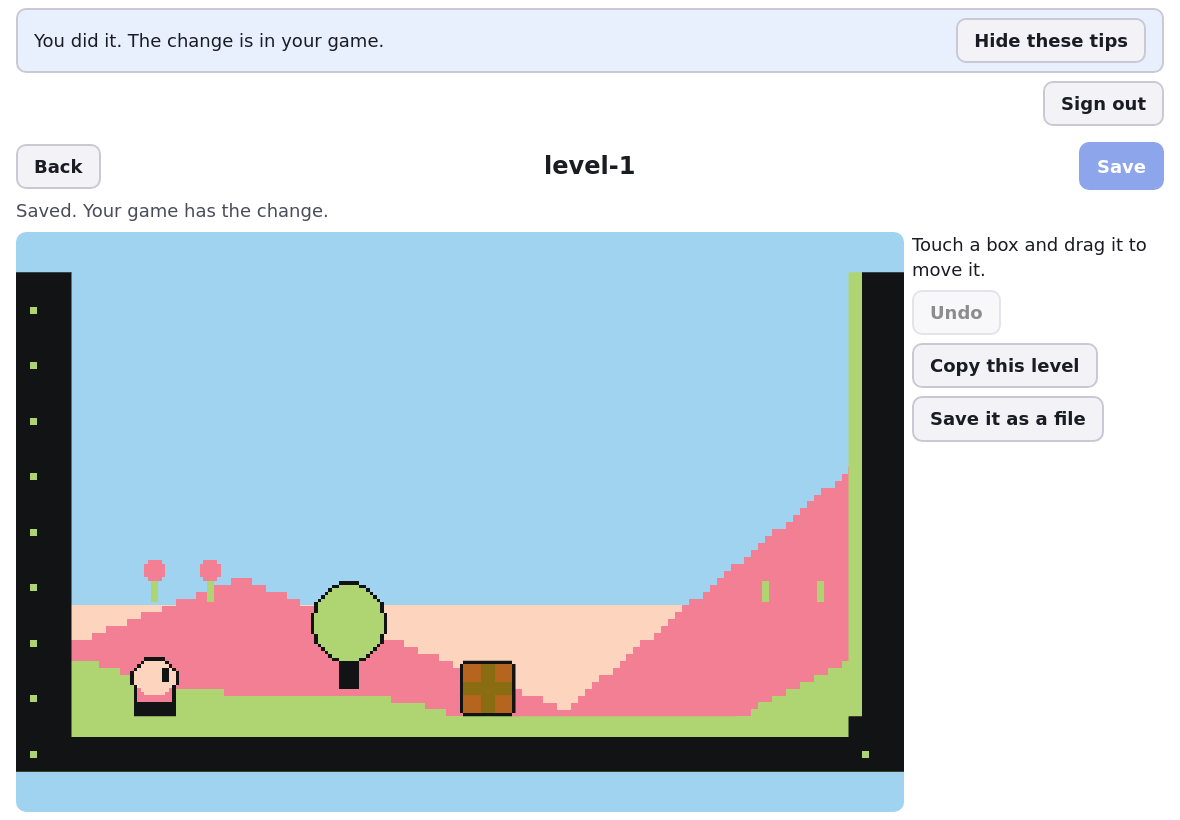 You did it. The change is in your game.
Hide these tips
Sign out
Back
level-1
Save
Saved. Your game has the change.
Touch a box and drag it to
move it.
Undo
Copy this level
Save it as a file